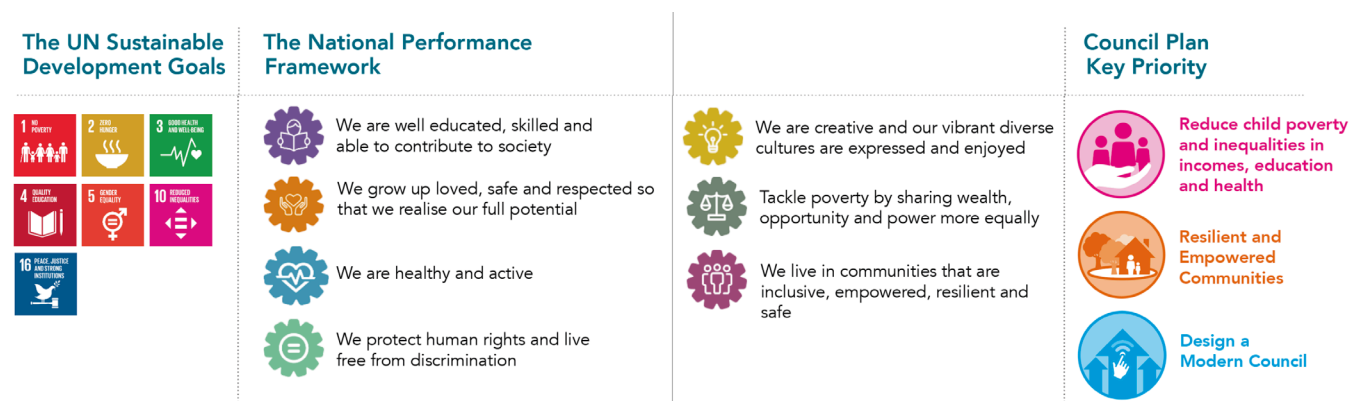 The UN Sustainable
Development Goals
1 NO
POVERTY
2 ZERO
HUNGER
3 GOOD HEALTH
AND WELL-BEING
4 QUALITY
EDUCATION
5 GENDER
EQUALITY
10 REDUCED
INEQUALITIES
16 PEACE, JUSTICE
AND STRONG
INSTITUTIONS
The National Performance
Framework
We are well educated, skilled and
able to contribute to society
We grow up loved, safe and respected so
that we realise our full potential
We are healthy and active
We protect human rights and live
free from discrimination
We are creative and our vibrant diverse
cultures are expressed and enjoyed
Tackle poverty by sharing wealth,
opportunity and power more equally
We live in communities that are
inclusive, empowered, resilient and
safe
Council Plan
Key Priority
Reduce child poverty
and inequalities in
incomes, education
and health
Resilient and
Empowered
Communities
Design a
Modern Council